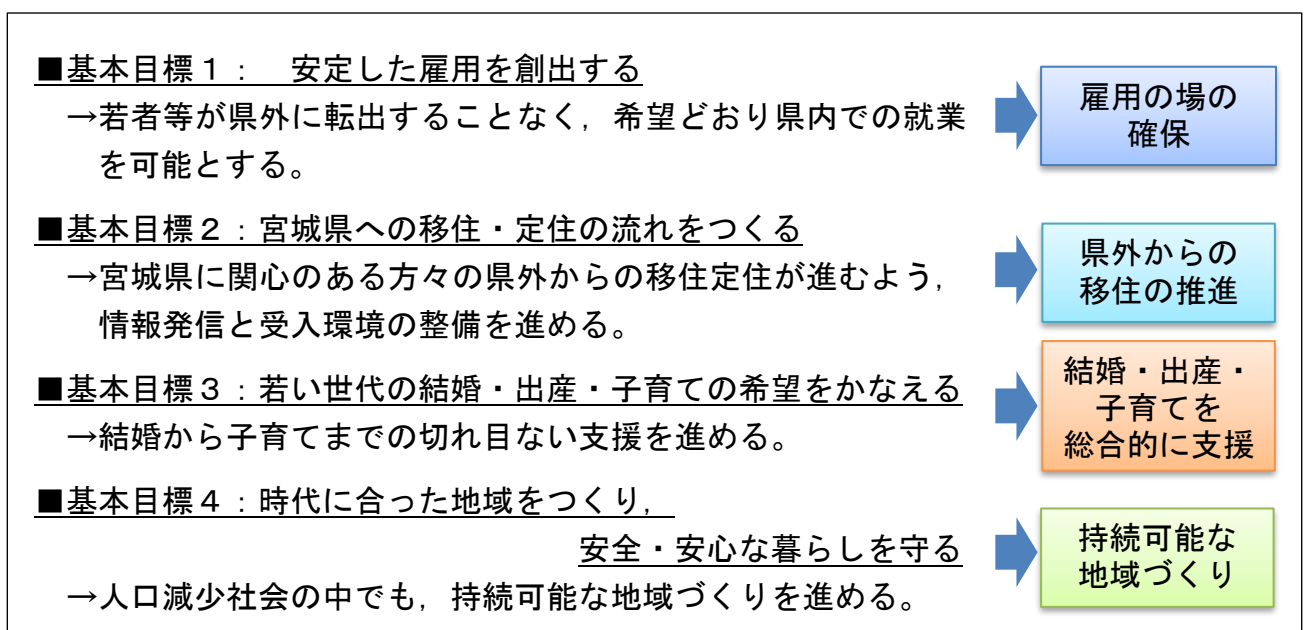 ■基本目標１：　安定した雇用を創出する
→若者等が県外に転出することなく，希望どおり県内での就業
を可能とする。
雇用の場の
確保
■基本目標２：宮城県への移住・定住の流れをつくる
→宮城県に関心のある方々の県外からの移住定住が進むよう，
情報発信と受入環境の整備を進める。
県外からの
移住の推進
■基本目標３：若い世代の結婚・出産・子育ての希望をかなえる
→結婚から子育てまでの切れ目ない支援を進める。
結婚・出産・
子育てを
総合的に支援
■基本目標４：時代に合った地域をつくり，
安全・安心な暮らしを守る
→人口減少社会の中でも，持続可能な地域づくりを進める。
持続可能な
地域づくり